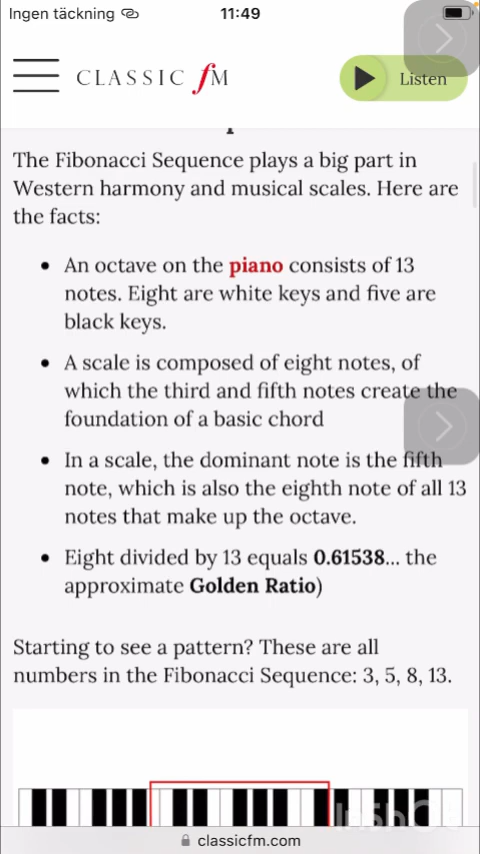 Ingen täckning 11:49
CLASSIC fM
Listen
The Fibonacci Sequence plays a big part in
Western harmony and musical scales. Here are
the facts:
• An octave on the piano consists of 13
notes. Eight are white keys and five are
black keys.
• A scale is composed of eight notes, of
which the third and fifth notes create the
foundation of a basic chord
• In a scale, the dominant note is the fifth
note, which is also the eighth note of all 13
notes that make up the octave.
• Eight divided by 13 equals 0.61538... the
approximate Golden Ratio)
Starting to see a pattern? These are all
numbers in the Fibonacci Sequence: 3, 5, 8, 13.
InShOt
classicfm.com